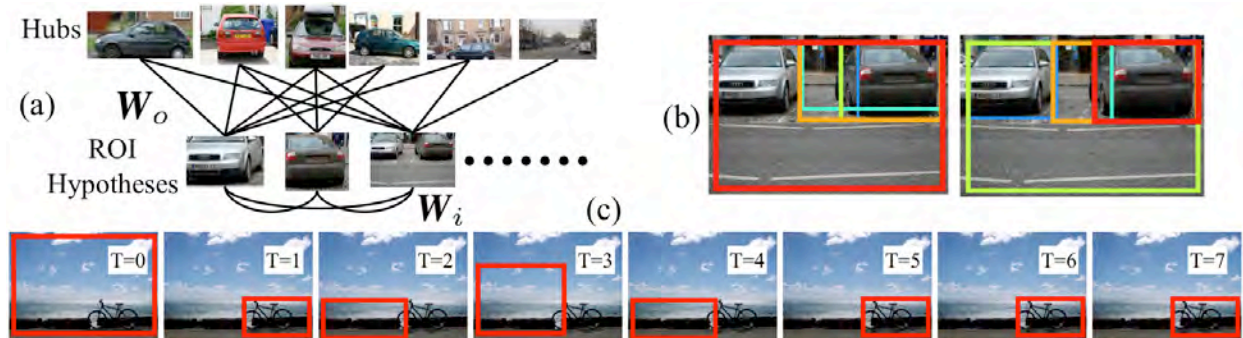 Hubs
(a)
W_o
ROI
Hypotheses
W_i
(b)
(c)
T=0
T=1
T=2
T=3
T=4
T=5
T=6
T=7